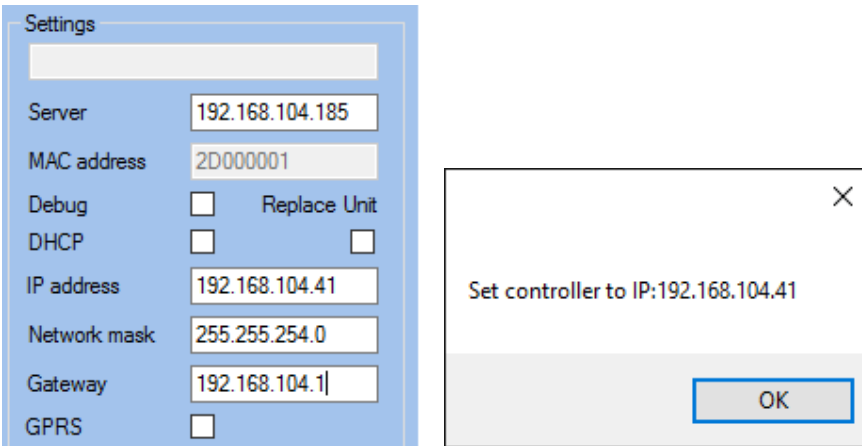 Settings
Server 192.168.104.185
MAC address 2D000001
Debug Replace Unit
DHCP
IP address 192.168.104.41
Network mask 255.255.254.0
Gateway 192.168.104.1
GPRS
Set controller to IP:192.168.104.41
OK